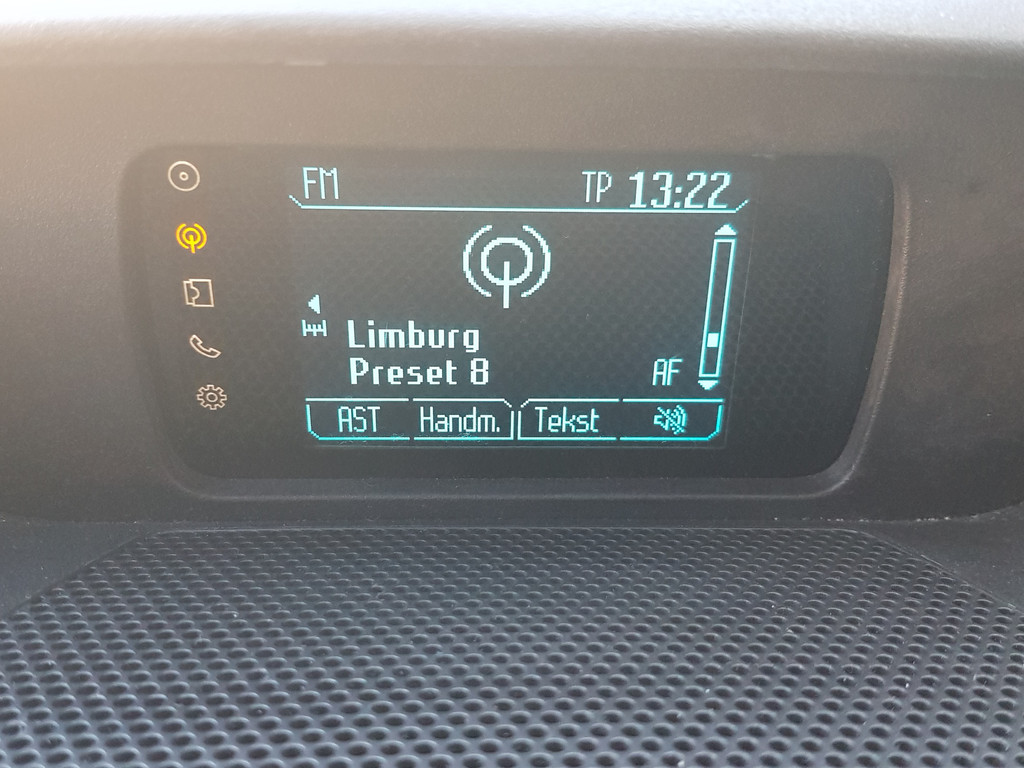 FM TP 13:22
Limburg
Preset 8 AF
AST Handm. Tekst